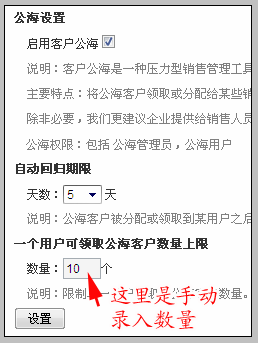 公海设置
启用客户公海
说明：客户公海是一种压力型销售管理工具
主要特点：将公海客户领取或分配给某些销
除非必要，我们更建议企业提供给销售人员
公海权限：包括 公海管理员，公海用户
自动回归期限
天数： 5 天
说明：公海客户被分配或领取到某用户之后
一个用户可领取公海客户数量上限
数量： 10 个
说明：限制 数量。
这里是手动
录入数量
设置